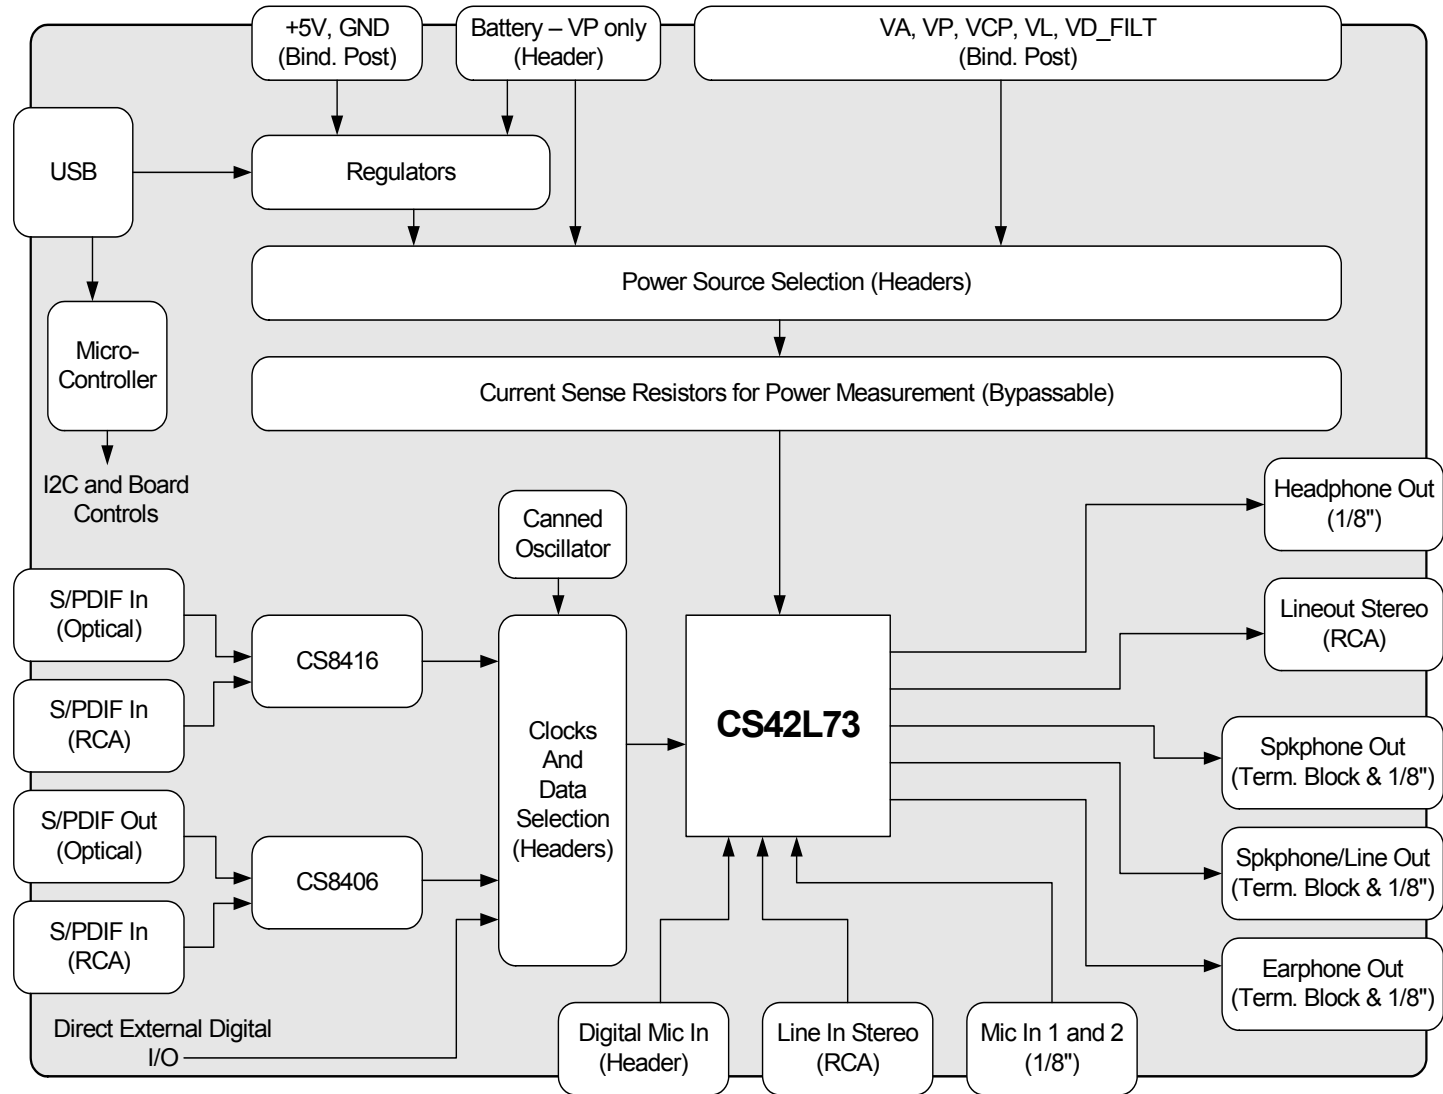 +5V, GND
(Bind. Post)
Battery – VP only
(Header)
VA, VP, VCP, VL, VD_FILT
(Bind. Post)
USB
Regulators
Power Source Selection (Headers)
Micro-
Controller
Current Sense Resistors for Power Measurement (Bypassable)
I2C and Board
Controls
Canned
Oscillator
Headphone Out
(1/8")
S/PDIF In
(Optical)
CS8416
Lineout Stereo
(RCA)
S/PDIF In
(RCA)
Clocks
And
Data
Selection
(Headers)
CS42L73
Spkphone Out
(Term. Block & 1/8")
S/PDIF Out
(Optical)
CS8406
Spkphone/Line Out
(Term. Block & 1/8")
S/PDIF In
(RCA)
Earphone Out
(Term. Block & 1/8")
Direct External Digital
I/O
Digital Mic In
(Header)
Line In Stereo
(RCA)
Mic In 1 and 2
(1/8")